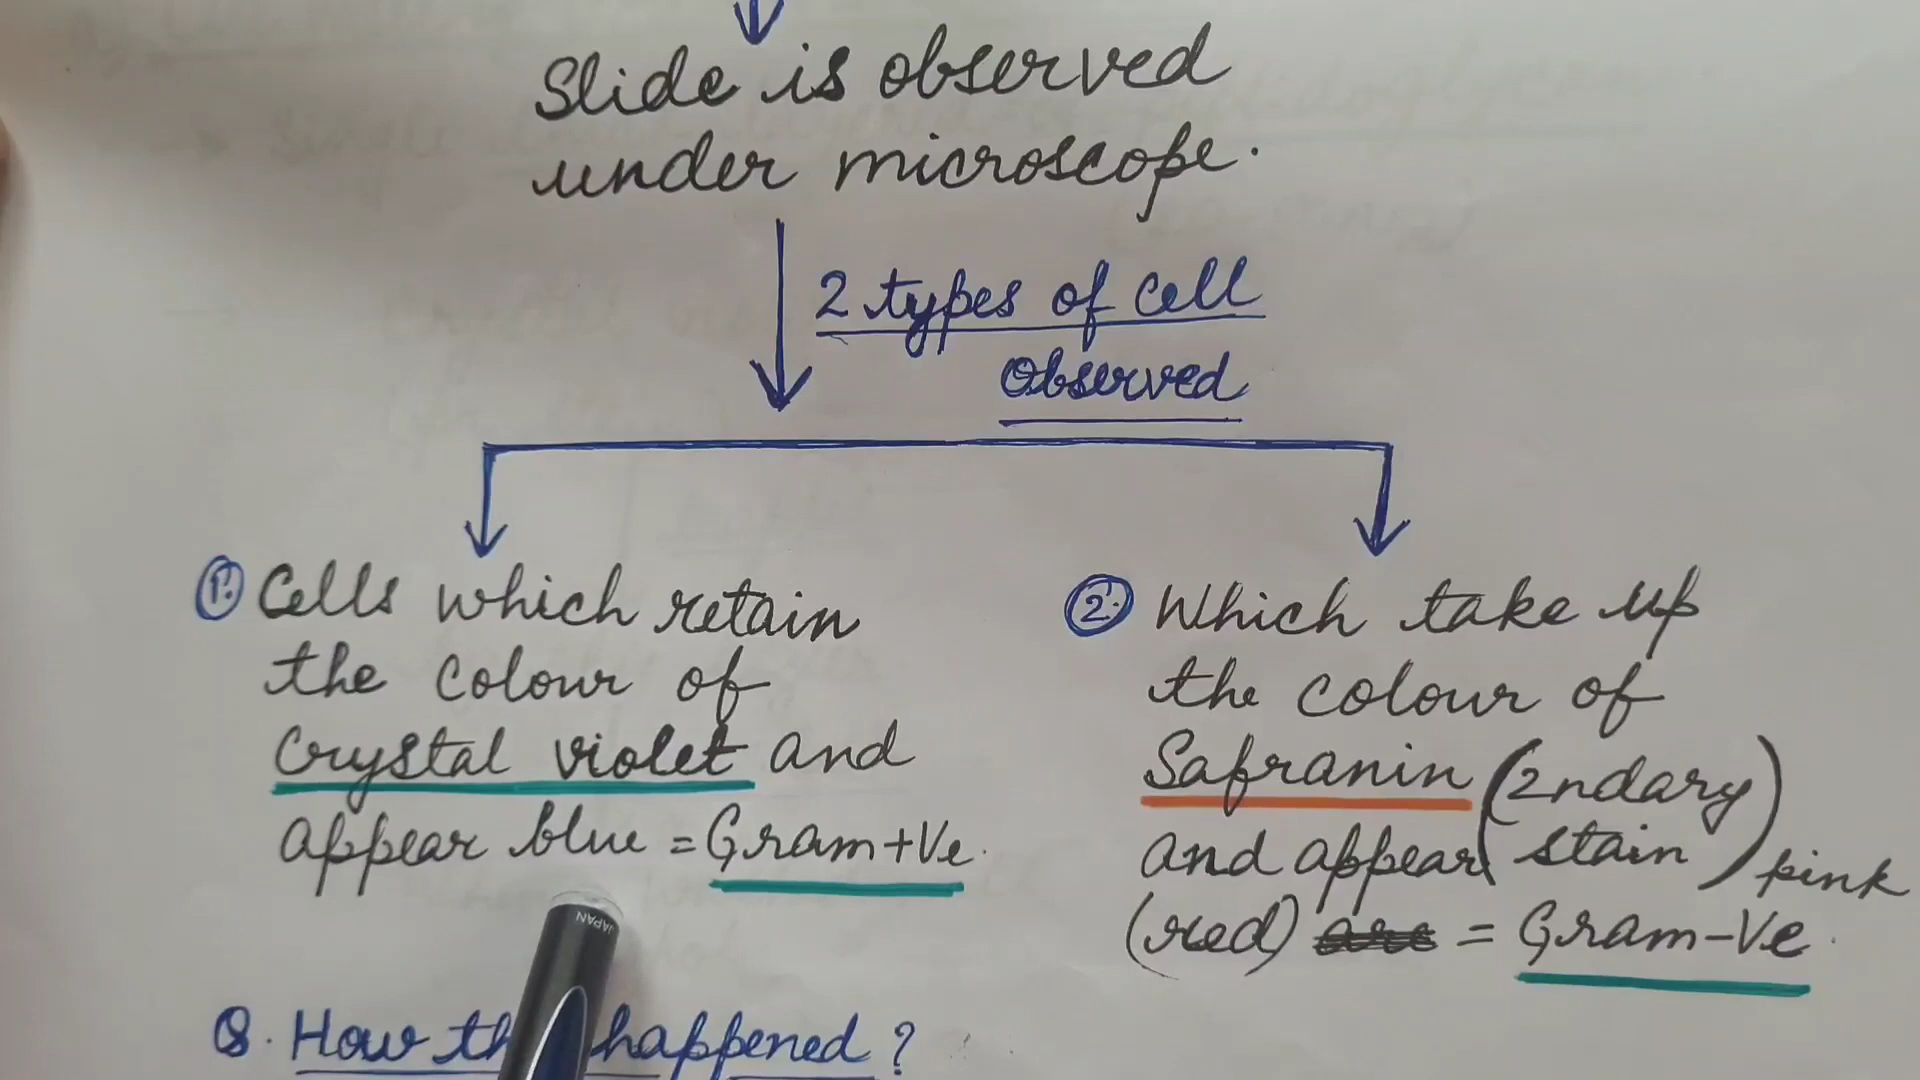 Slide is observed
under microscope.
2 types of cell
Observed
1. Cells which retain
the colour of
Crystal violet and
appear blue = Gram+Ve.
2. Which take up
the colour of
Safranin (2ndary
and appear stain) pink
(red) are = Gram-Ve.
JAPAN
Q. How happened?